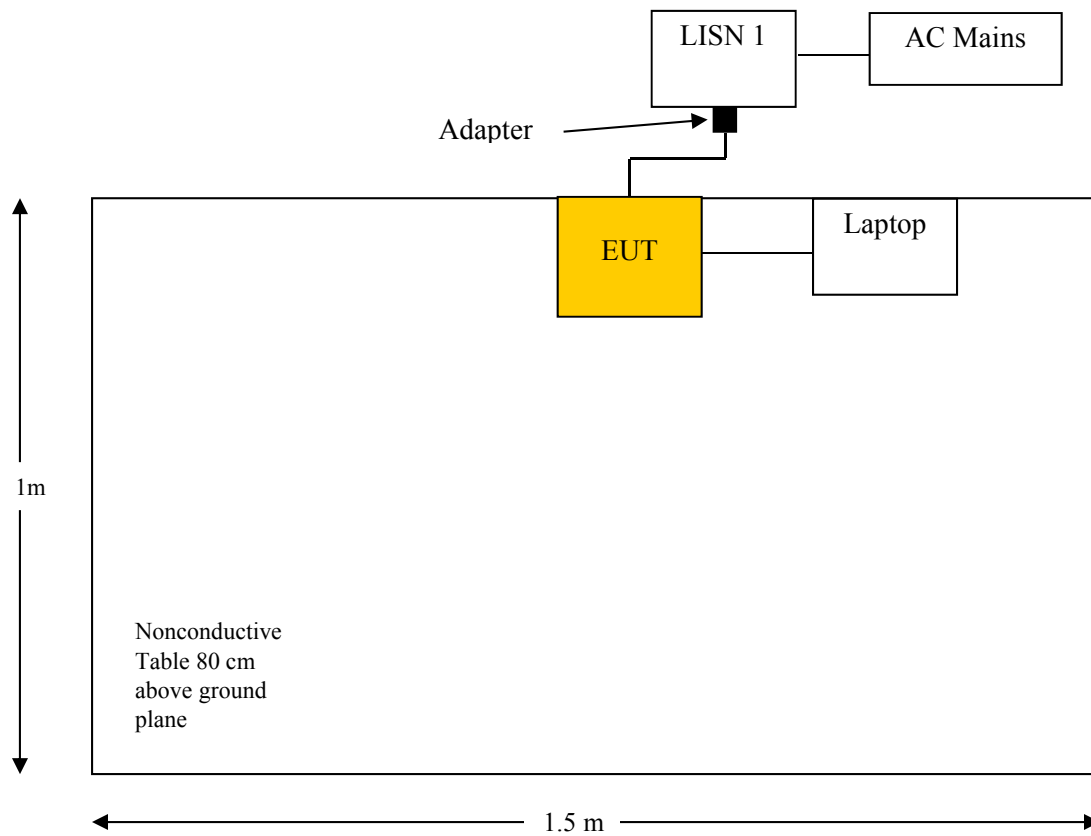 LISN 1
AC Mains
Adapter
EUT
Laptop
1m
Nonconductive
Table 80 cm
above ground
plane
1.5 m